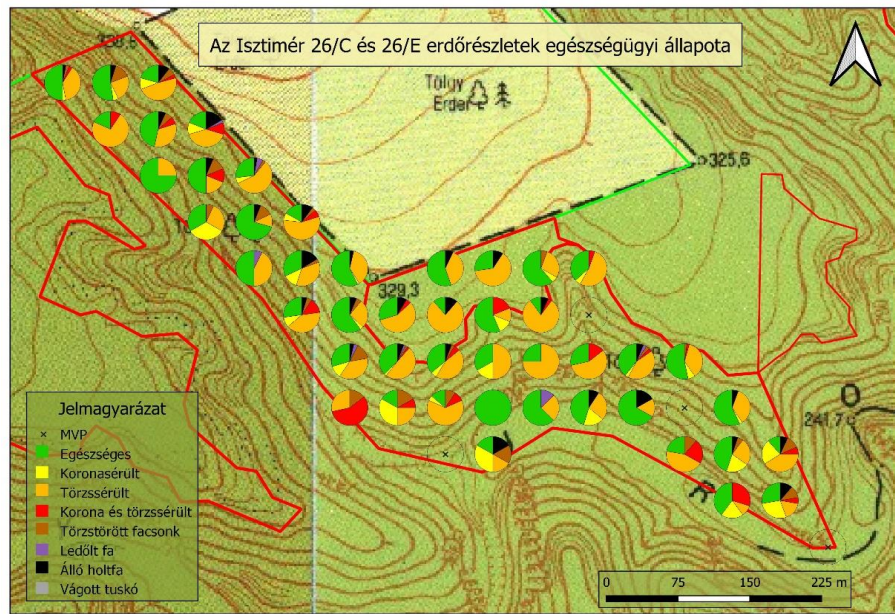 Az Isztimér 26/C és 26/E erdőrészletek egészségügyi állapota
Tölgy
Erdei
325,6
329,3
241,7
Jelmagyarázat
MVP
Egészséges
Koronasérült
Törzssérült
Korona és törzssérült
Törzstörött facsonk
Ledőlt fa
Álló holtfa
Vágott tuskó
0 75 150 225 m